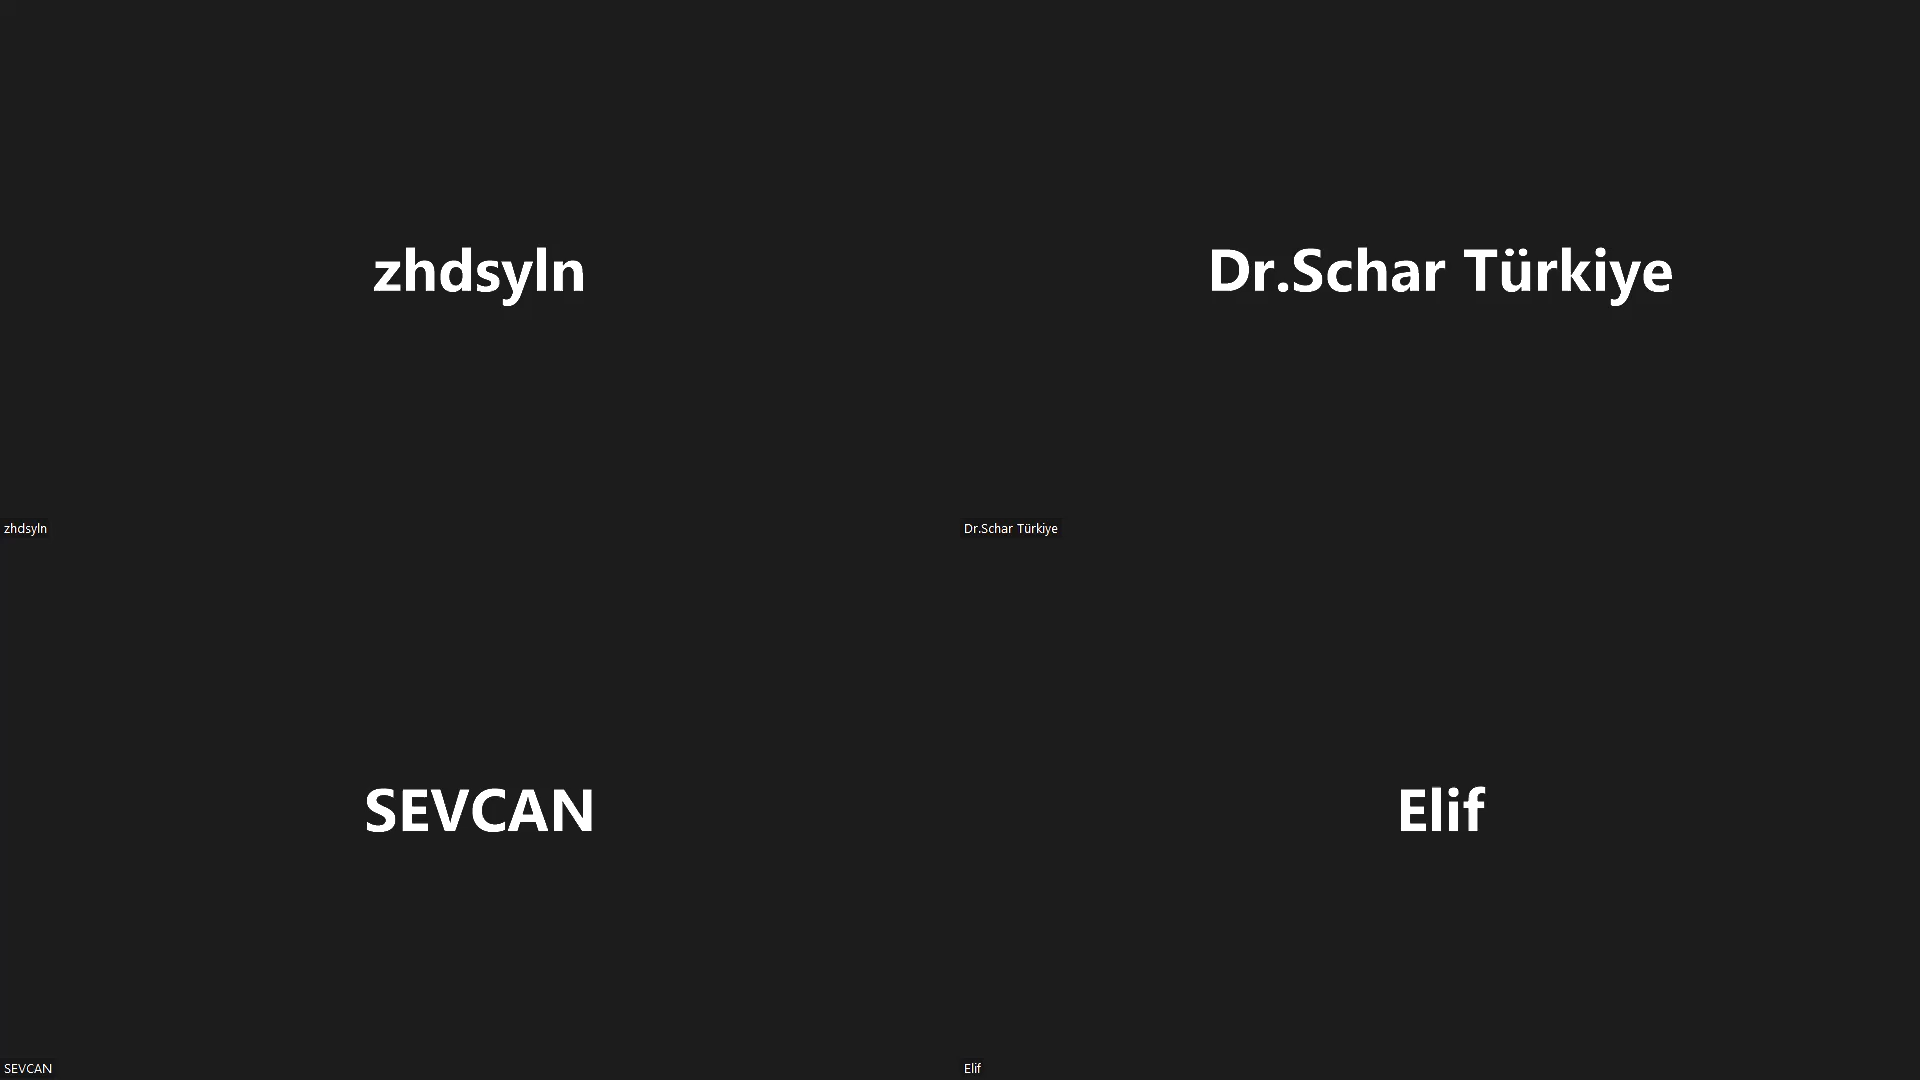 zhdsyln
Dr.Schar Türkiye
zhdsyln
Dr.Schar Türkiye
SEVCAN
Elif
SEVCAN
Elif